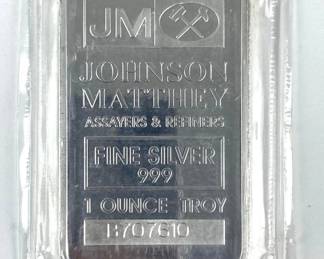 JM
JOHNSON
MATTHEY
ASSAYERS & REFINERS
FINE SILVER
999
1 OUNCE TROY
B707610